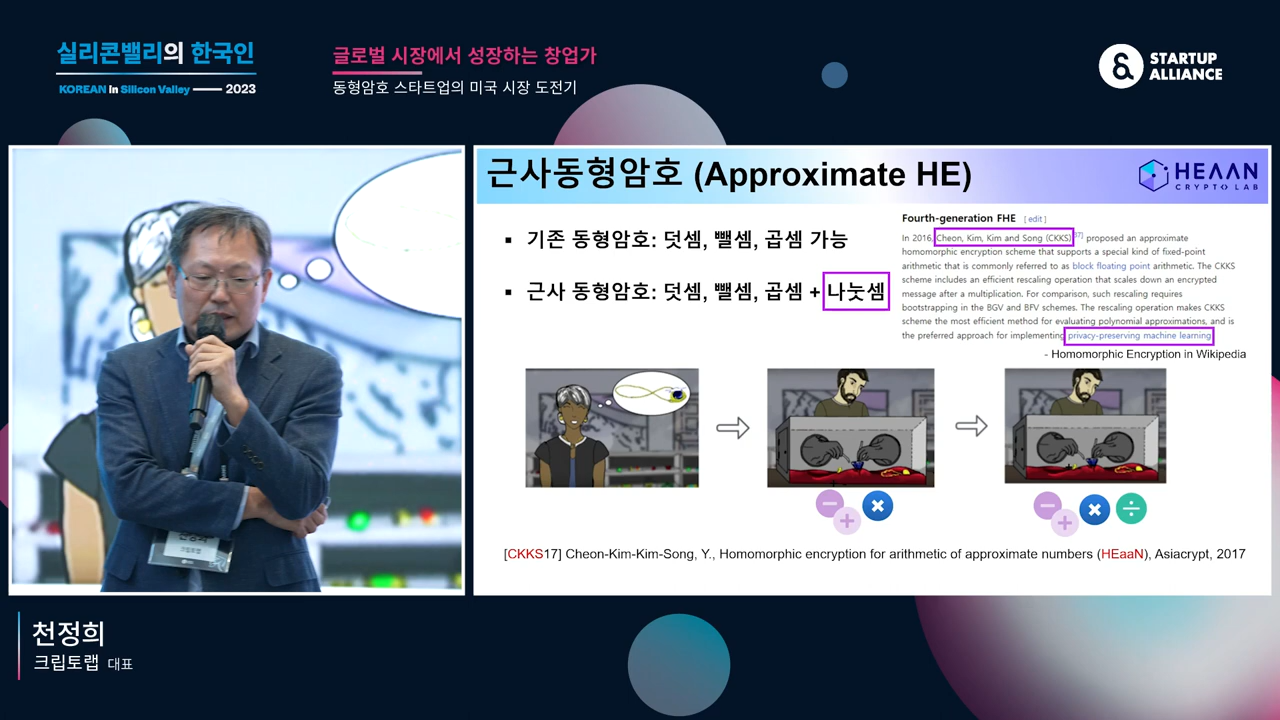 실리콘밸리의 한국인
KOREAN in Silicon Valley 2023
글로벌 시장에서 성장하는 창업가
동형암호 스타트업의 미국 시장 도전기
STARTUP
ALLIANCE
근사동형암호 (Approximate HE)
HEAAN
CRYPTO LAB
▪ 기존 동형암호: 덧셈, 뺄셈, 곱셈 가능
▪ 근사 동형암호: 덧셈, 뺄셈, 곱셈 + 나눗셈
Fourth-generation FHE [ edit ]
In 2016, Cheon, Kim, Kim and Song (CKKS)[37] proposed an approximate
homomorphic encryption scheme that supports a special kind of fixed-point
arithmetic that is commonly referred to as block floating point arithmetic. The CKKS
scheme includes an efficient rescaling operation that scales down an encrypted
message after a multiplication. For comparison, such rescaling requires
bootstrapping in the BGV and BFV schemes. The rescaling operation makes CKKS
scheme the most efficient method for evaluating polynomial approximations, and is
the preferred approach for implementing privacy-preserving machine learning
- Homomorphic Encryption in Wikipedia
[CKKS17] Cheon-Kim-Kim-Song, Y., Homomorphic encryption for arithmetic of approximate numbers (HEaaN), Asiacrypt, 2017
천정희
크립토랩
천정희
크립토랩 대표